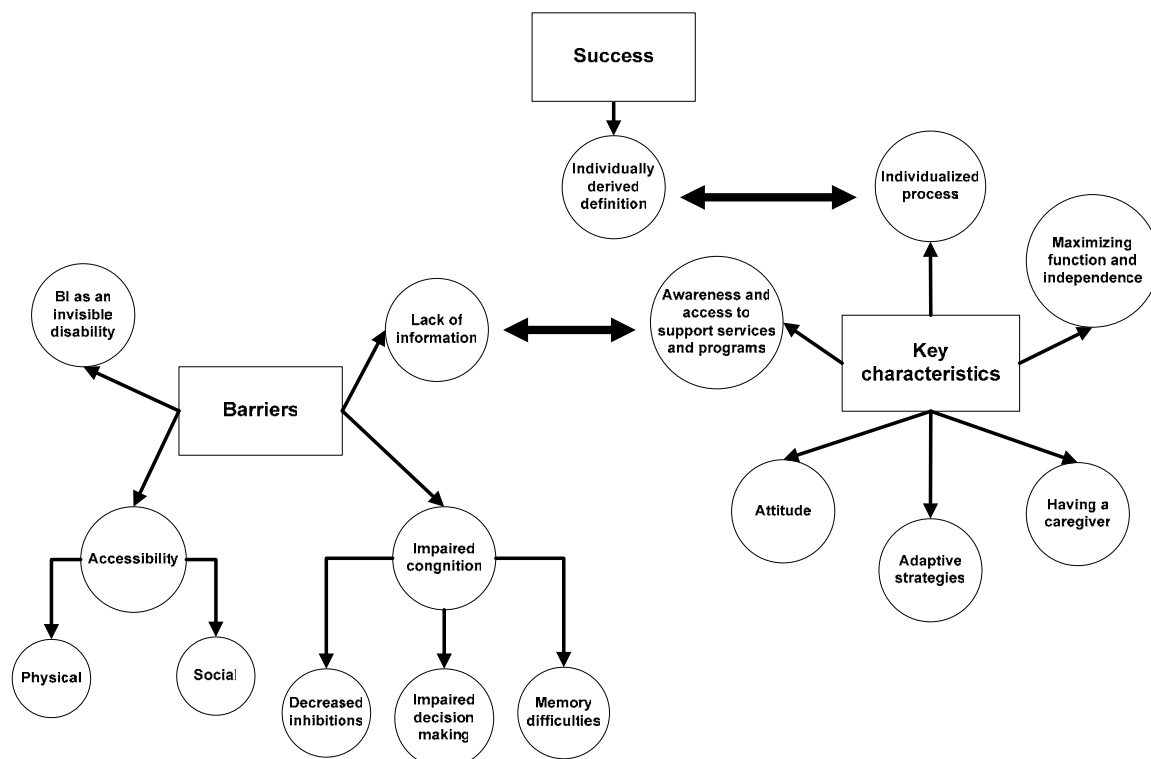 Success
Individually
derived
definition
Individualized
process
Maximizing
function and
independence
BI as an
invisible
disability
Lack of
information
Awareness and
access to
support services
and programs
Key
characteristics
Barriers
Attitude
Having a
caregiver
Adaptive
strategies
Accessibility
Impaired
congnition
Physical
Social
Decreased
inhibitions
Impaired
decision
making
Memory
difficulties